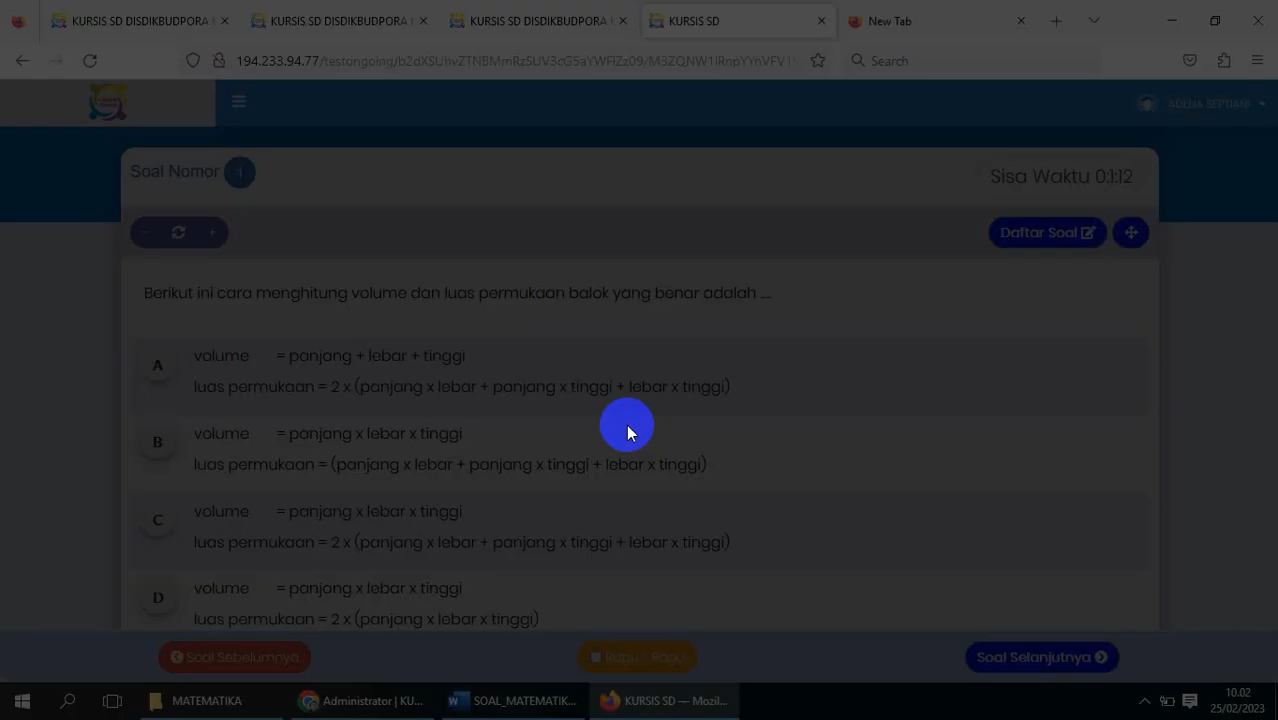 KURSIS SD DISDIKBUDPORA
KURSIS SD DISDIKBUDPORA
KURSIS SD DISDIKBUDPORA
KURSIS SD
New Tab
Search
Soal Nomor 1
Sisa Waktu 0:1:12
Daftar Soal
Berikut ini cara menghitung volume dan luas permukaan balok yang benar adalah ...
A
volume = panjang + lebar + tinggi
luas permukaan = 2 x (panjang x lebar + panjang x tinggi + lebar x tinggi)
B
volume = panjang x lebar x tinggi
luas permukaan = (panjang x lebar + panjang x tinggi + lebar x tinggi)
C
volume = panjang x lebar x tinggi
luas permukaan = 2 x (panjang x lebar + panjang x tinggi + lebar x tinggi)
D
volume = panjang x lebar x tinggi
luas permukaan = 2 x (panjang x lebar x tinggi)
Soal Sebelumnya
Ragu - Ragu
Soal Selanjutnya
MATEMATIKA
Administrator | KU...
SOAL_MATEMATIK...
KURSIS SD — Mozil...
10.02
25/02/2023